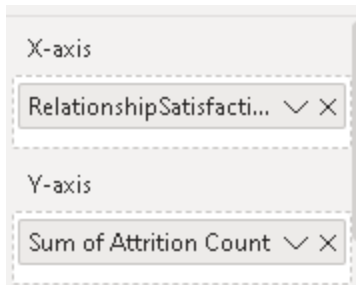 X-axis
RelationshipSatisfacti...
Y-axis
Sum of Attrition Count